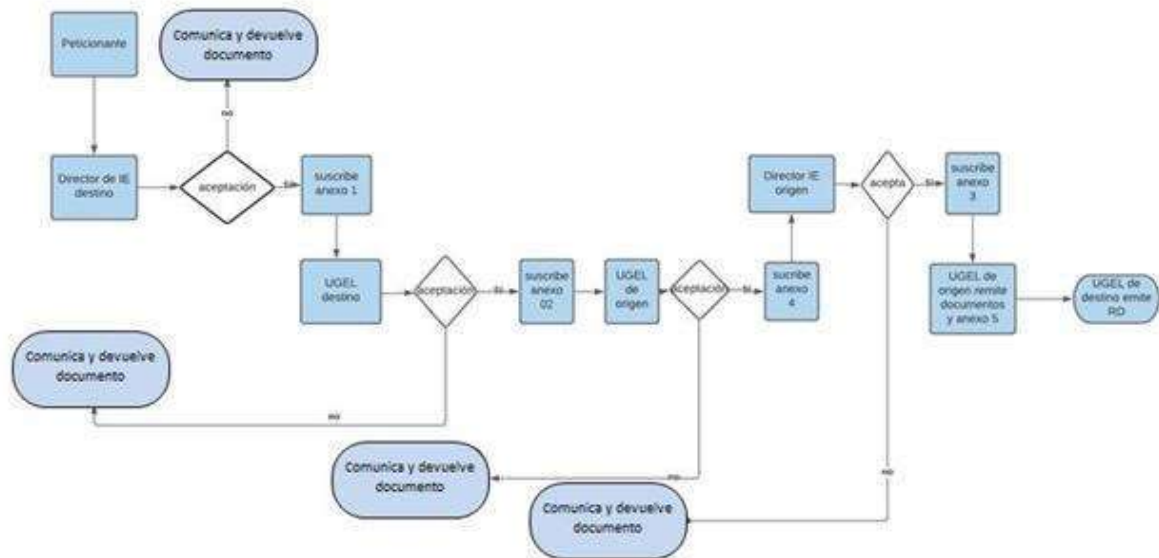 Peticionante
Comunica y devuelve
documento
no
Director de IE
destino
aceptación
Si
suscribe
anexo 1
Director IE
origen
acepta
Si
suscribe
anexo
3
UGEL
destino
aceptación
Si
suscribe
anexo
02
UGEL
de
origen
aceptación
Si
sucribe
anexo
4
UGEL de
origen remite
documentos
y anexo 5
UGEL de
destino emite
RD
Comunica y devuelve
documento
no
Comunica y devuelve
documento
no
Comunica y devuelve
documento
no